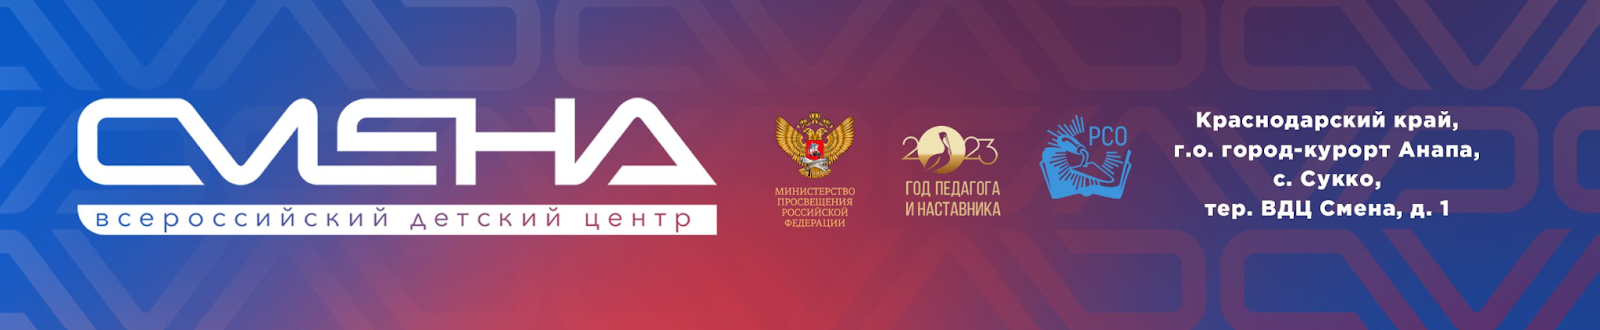 СМЕНА
всероссийский детский центр
МИНИСТЕРСТВО
ПРОСВЕЩЕНИЯ
РОССИЙСКОЙ
ФЕДЕРАЦИИ
2023
ГОД ПЕДАГОГА
И НАСТАВНИКА
РСО
Краснодарский край,
г.о. город-курорт Анапа,
с. Сукко,
тер. ВДЦ Смена, д. 1